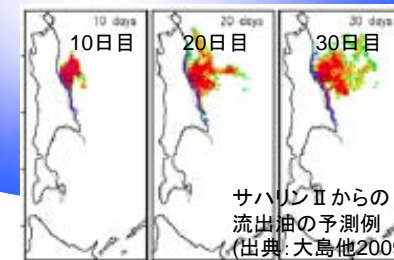 10 days
20 days
30 days
10日目
20日目
30日目
サハリンⅡからの
流出油の予測例
(出典:大島他2009